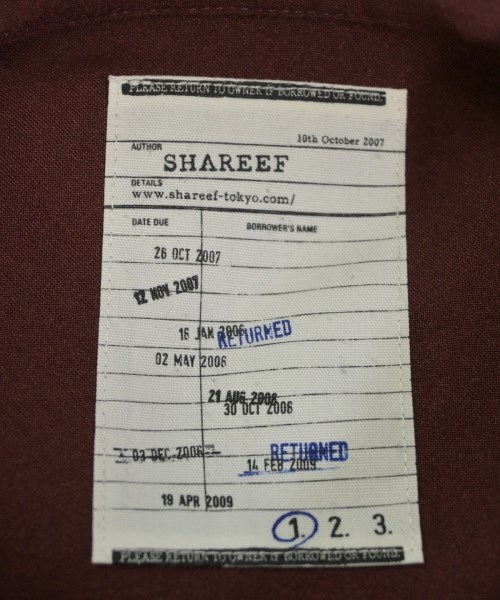 PLEASE RETURN TO OWNER IF BORROWED OR FOUND.
10th October 2007
AUTHOR
SHAREEF
DETAILS
www.shareef-tokyo.com/
DATE DUE BORROWER'S NAME
26 OCT 2007
12 NOV 2007
16 JAN 2006 RETURNED
02 MAY 2006
21 AUG 2008
30 OCT 2006
03 DEC 2006 RETURNED
14 FEB 2009
19 APR 2009
1. 2. 3.
PLEASE RETURN TO OWNER IF BORROWED OR FOUND.